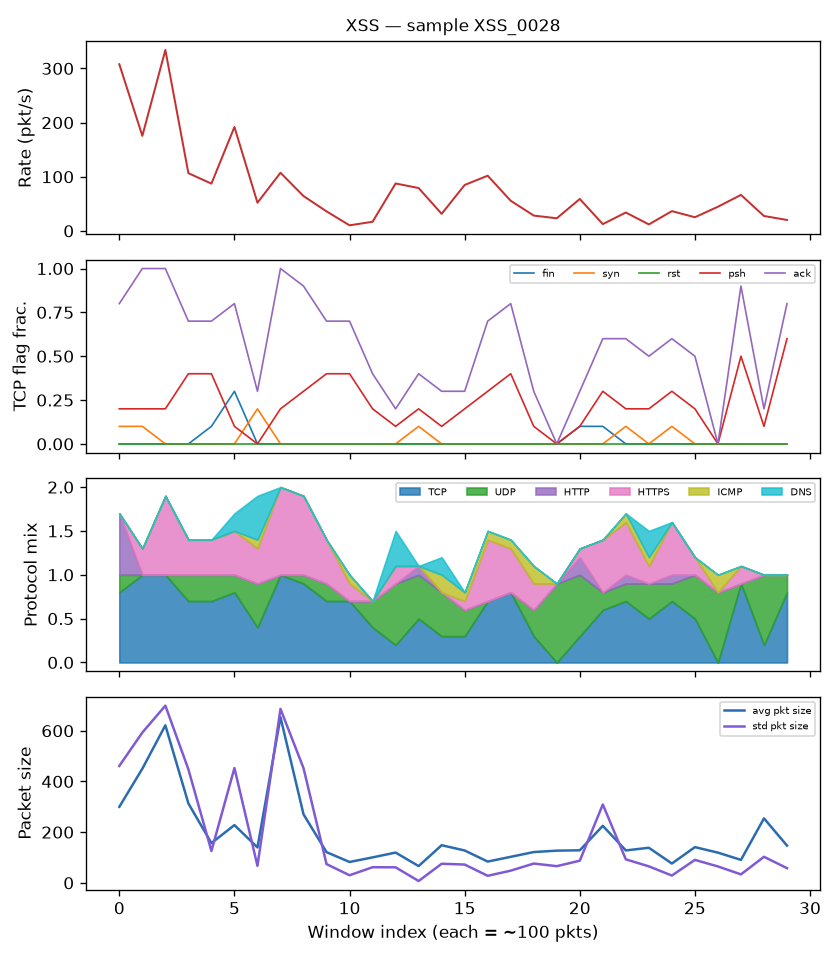 XSS — sample XSS_0028
Rate (pkt/s)
300
200
100
0
TCP flag frac.
1.00
0.75
0.50
0.25
0.00
fin syn rst psh ack
Protocol mix
2.0
1.5
1.0
0.5
0.0
TCP UDP HTTP HTTPS ICMP DNS
Packet size
600
400
200
0
avg pkt size
std pkt size
0 5 10 15 20 25 30
Window index (each = ~100 pkts)